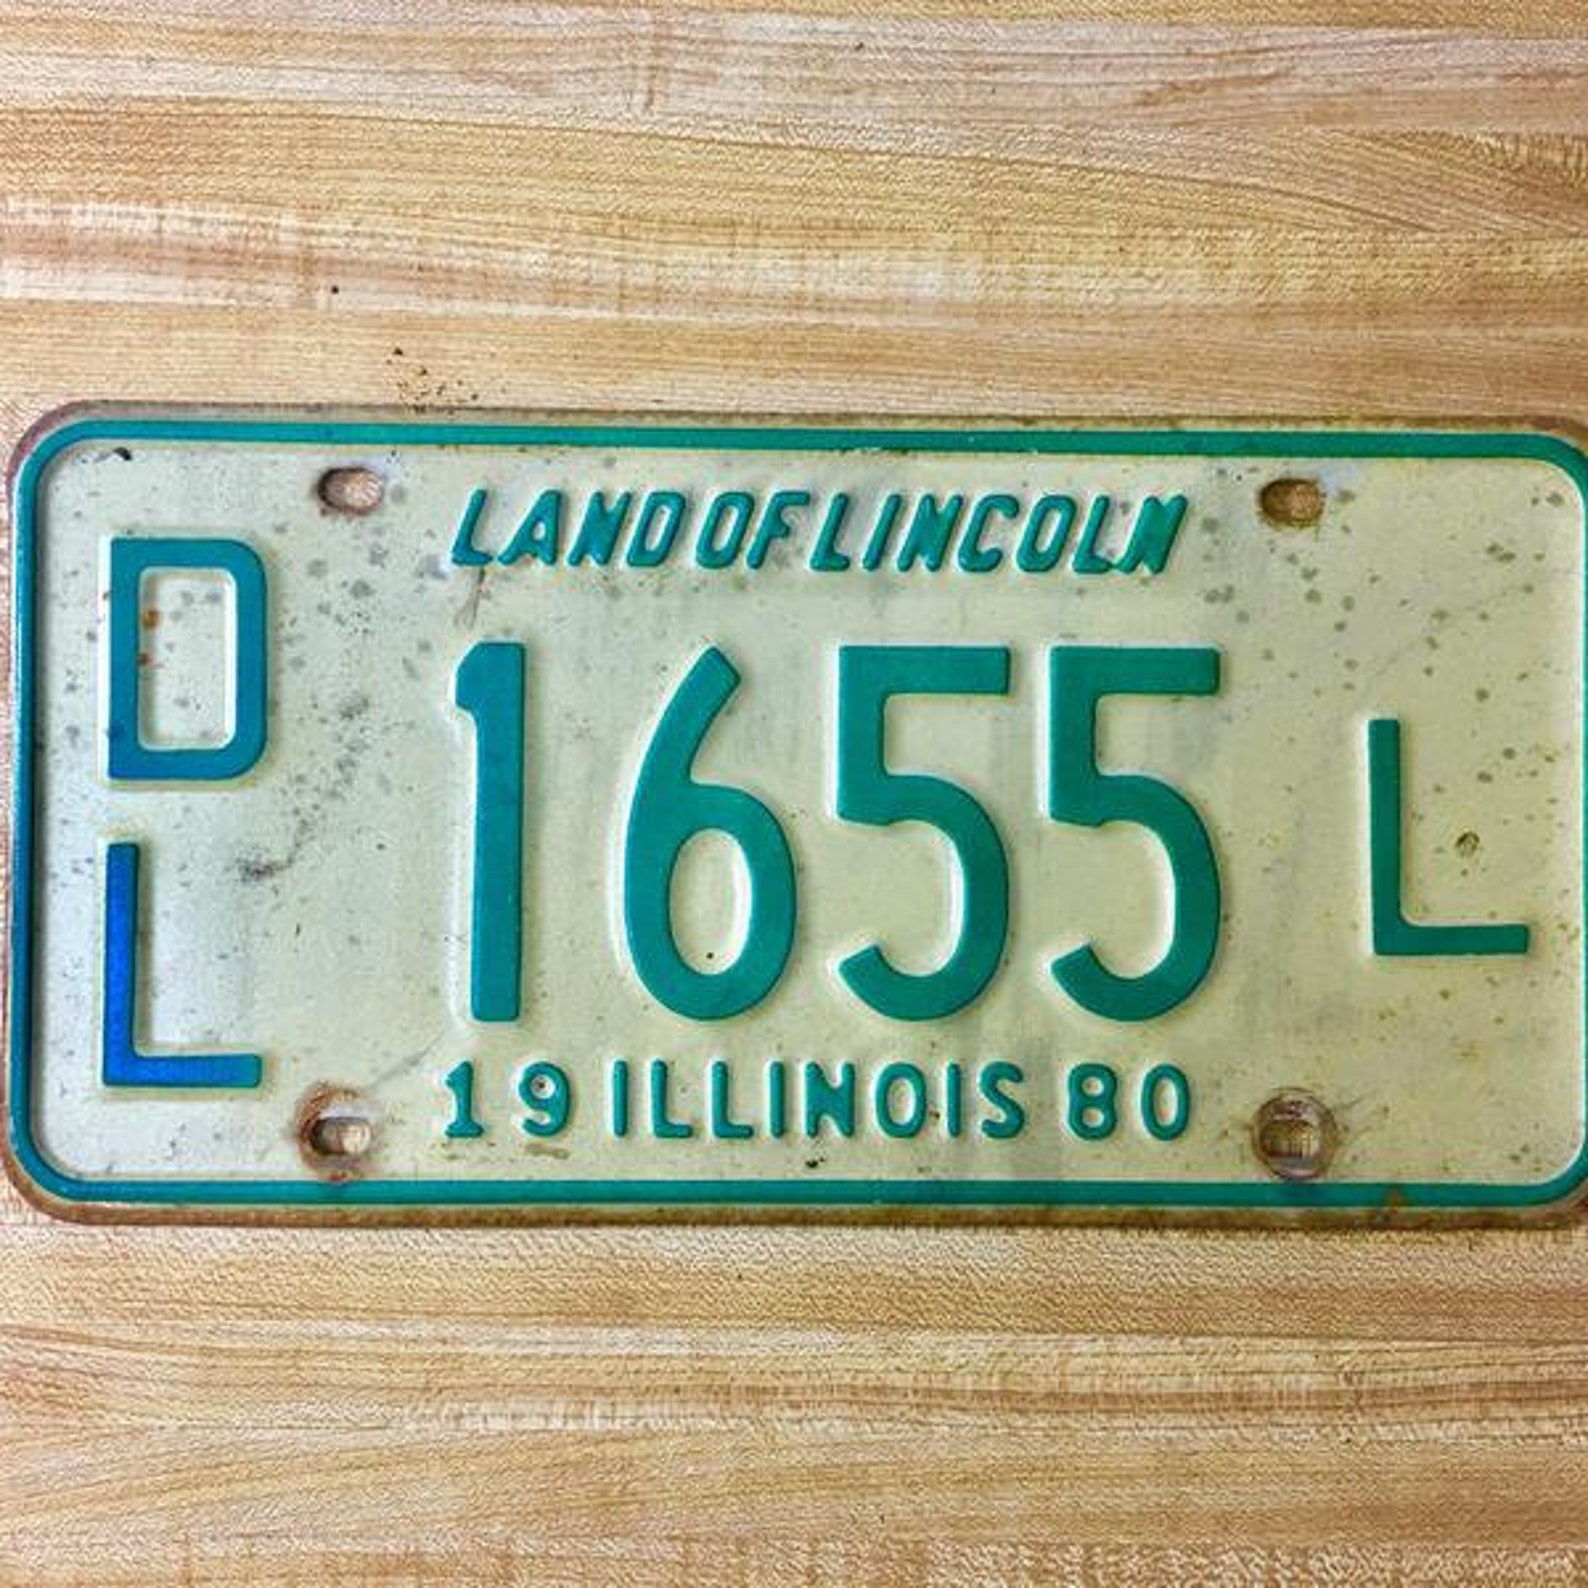 LAND OF LINCOLN
D
L
1655 L
19 ILLINOIS 80